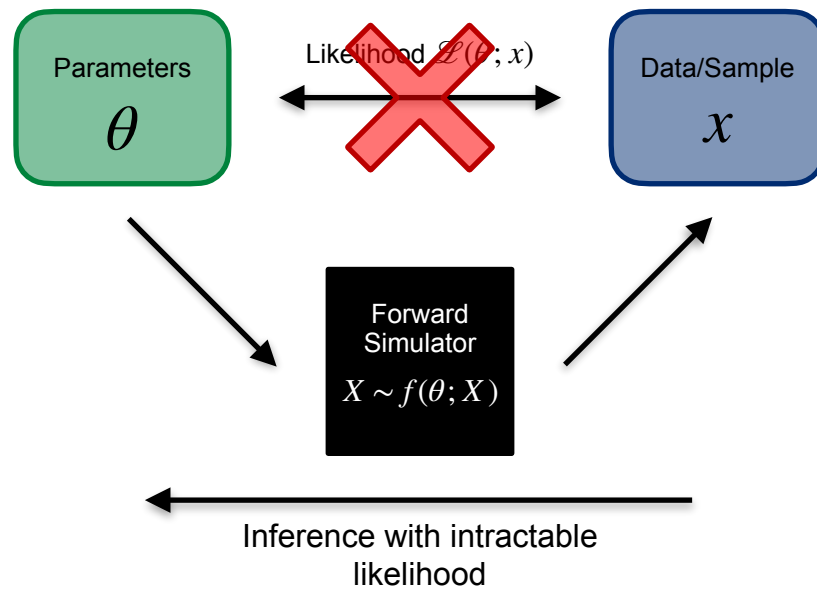 Parameters
θ
Likelihood ℒ(θ; x)
Data/Sample
x
Forward
Simulator
X ∼ f(θ; X)
Inference with intractable
likelihood